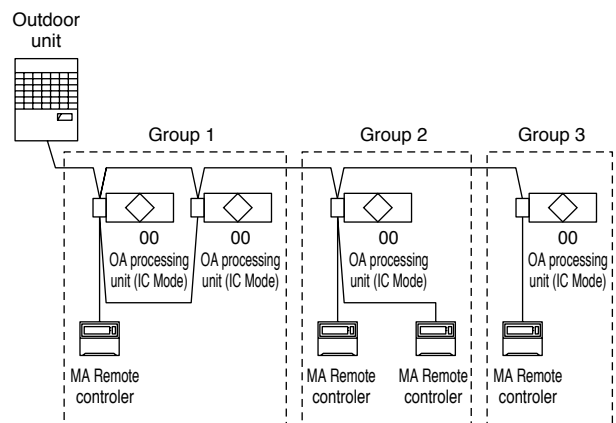 Outdoor
unit
Group 1
Group 2
Group 3
00
00
00
00
OA processing
unit (IC Mode)
OA processing
unit (IC Mode)
OA processing
unit (IC Mode)
OA processing
unit (IC Mode)
MA Remote
controler
MA Remote
controler
MA Remote
controler
MA Remote
controler